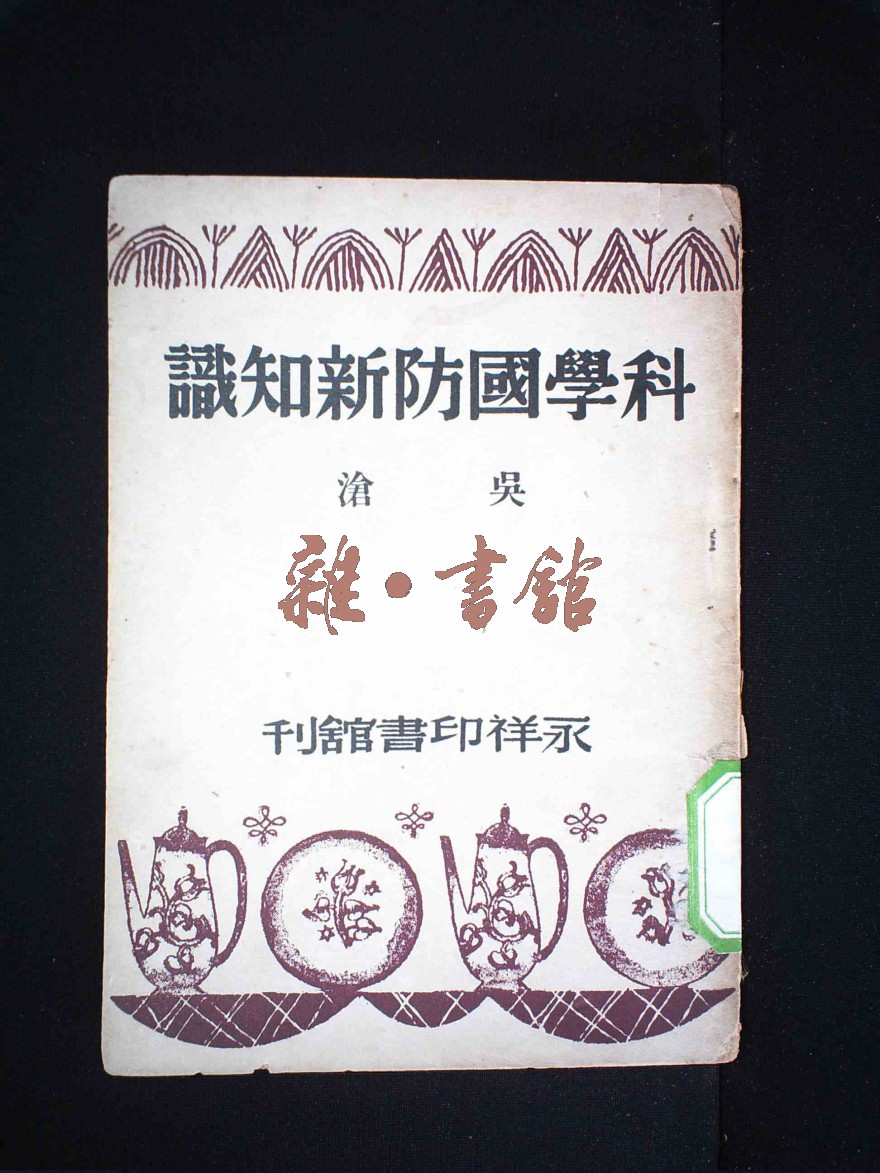 科學國防新知識
吳滄
雜·書館
永祥印書館刊